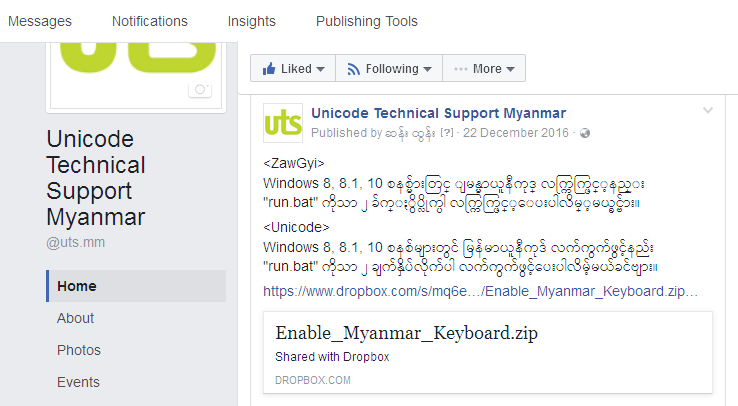 Messages
Notifications
Insights
Publishing Tools
uts
Liked
Following
More
Unicode
Technical
Support
Myanmar
@uts.mm
Home
About
Photos
Events
uts
Unicode Technical Support Myanmar
Published by ဆန်း ထွန်း [?] · 22 December 2016 ·
<ZawGyi>
Windows 8, 8.1, 10 စနစ္မ်ားတြင္ ျမန္မာယူနီကုဒ္ လက္ကြက္ဖြင့္နည္း
"run.bat" ကိုသာ ၂ ခ်က္ႏွိပ္လိုက္ပါ လက္ကြက္ဖြင့္ေပးပါလိမ့္မယ္ခင္ဗ်ား။
<Unicode>
Windows 8, 8.1, 10 စနစ်များတွင် မြန်မာယူနီကုဒ် လက်ကွက်ဖွင့်နည်း
"run.bat" ကိုသာ ၂ ချက်နှိပ်လိုက်ပါ လက်ကွက်ဖွင့်ပေးပါလိမ့်မယ်ခင်ဗျား။
https://www.dropbox.com/s/mq6e…/Enable_Myanmar_Keyboard.zip…
Enable_Myanmar_Keyboard.zip
Shared with Dropbox
DROPBOX.COM